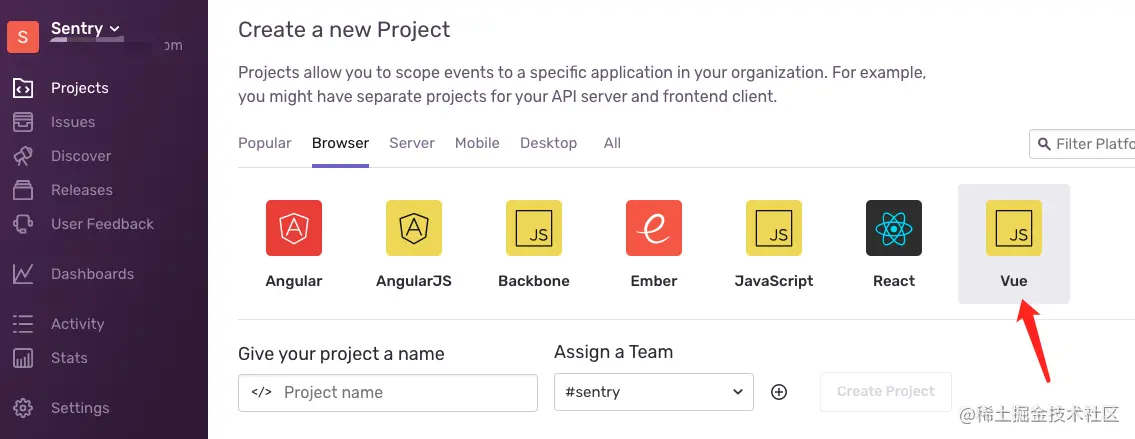 S
Sentry
om
Projects
Issues
Discover
Releases
User Feedback
Dashboards
Activity
Stats
Settings
Create a new Project
Projects allow you to scope events to a specific application in your organization. For example,
you might have separate projects for your API server and frontend client.
Popular Browser Server Mobile Desktop All
Filter Platfo
JS JS JS
Angular AngularJS Backbone Ember JavaScript React Vue
Give your project a name
</> Project name
Assign a Team
#sentry
Create Project
@稀土掘金技术社区